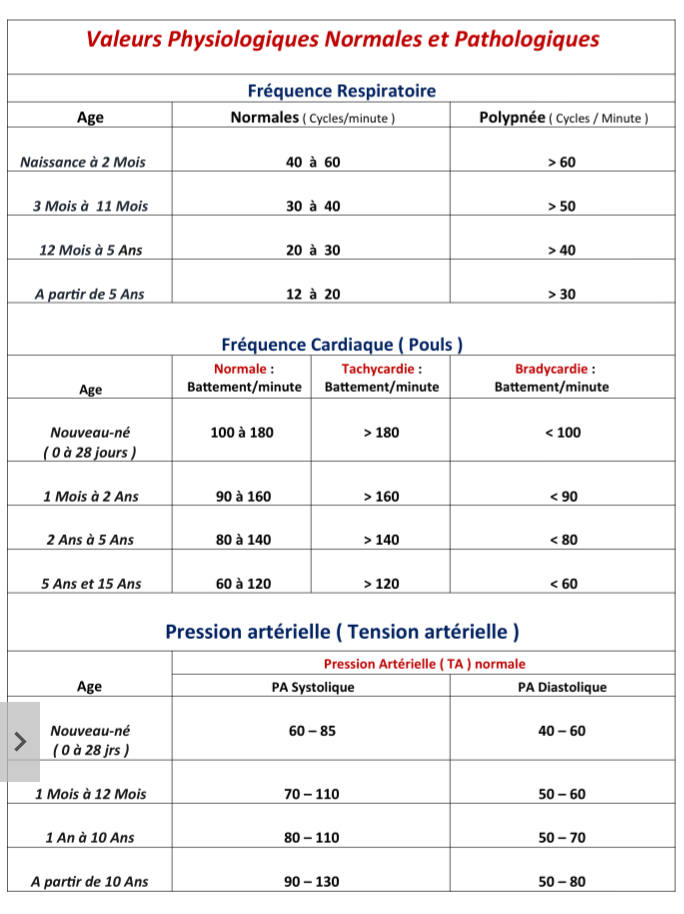 Valeurs Physiologiques Normales et Pathologiques
Fréquence Respiratoire
Age Normales ( Cycles/minute ) Polypnée ( Cycles / Minute )
Naissance à 2 Mois 40 à 60 > 60
3 Mois à 11 Mois 30 à 40 > 50
12 Mois à 5 Ans 20 à 30 > 40
A partir de 5 Ans 12 à 20 > 30
Fréquence Cardiaque ( Pouls )
Normale : Tachycardie : Bradycardie :
Age Battement/minute Battement/minute Battement/minute
Nouveau-né 100 à 180 > 180 < 100
( 0 à 28 jours )
1 Mois à 2 Ans 90 à 160 > 160 < 90
2 Ans à 5 Ans 80 à 140 > 140 < 80
5 Ans et 15 Ans 60 à 120 > 120 < 60
Pression artérielle ( Tension artérielle )
Pression Artérielle ( TA ) normale
Age PA Systolique PA Diastolique
Nouveau-né 60 – 85 40 – 60
( 0 à 28 jrs )
1 Mois à 12 Mois 70 – 110 50 – 60
1 An à 10 Ans 80 – 110 50 – 70
A partir de 10 Ans 90 – 130 50 – 80